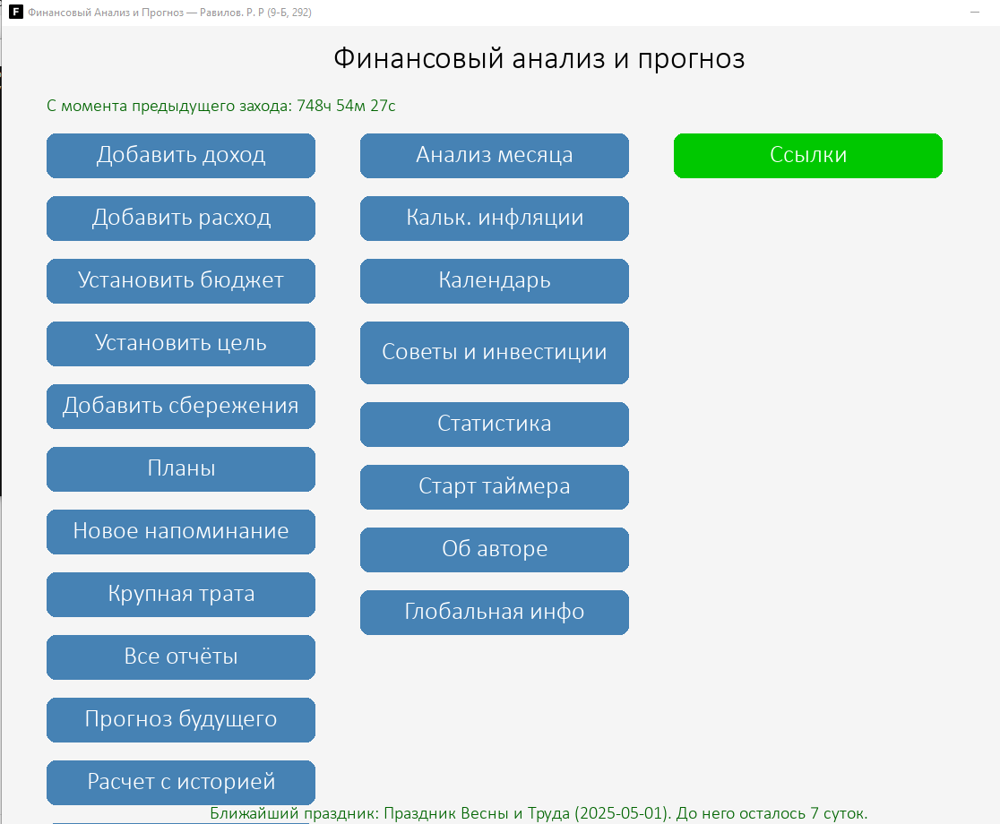 F Финансовый Анализ и Прогноз — Равилов. Р. Р (9-Б, 292)
Финансовый анализ и прогноз
С момента предыдущего захода: 748ч 54м 27с
Добавить доход
Добавить расход
Установить бюджет
Установить цель
Добавить сбережения
Планы
Новое напоминание
Крупная трата
Все отчёты
Прогноз будущего
Расчет с историей
Анализ месяца
Кальк. инфляции
Календарь
Советы и инвестиции
Статистика
Старт таймера
Об авторе
Глобальная инфо
Ссылки
Ближайший праздник: Праздник Весны и Труда (2025-05-01). До него осталось 7 суток.